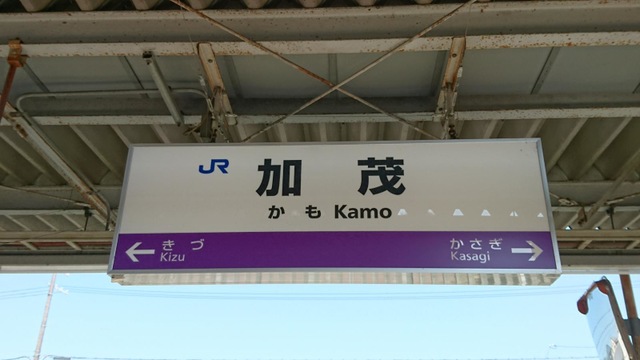 JR 加茂
かも Kamo
← きづ かさぎ →
Kizu Kasagi